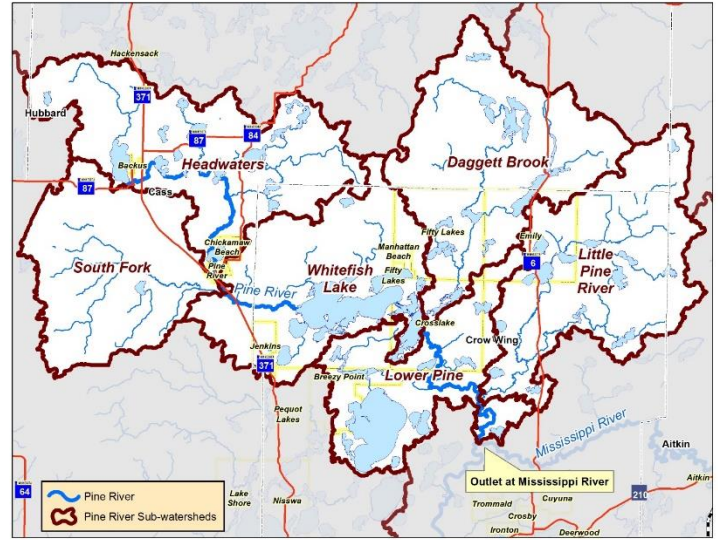 Hackensack
371
Hubbard
87
84
Backus
Headwaters
Daggett Brook
87
Cass
Chickamaw
Beach
Fifty Lakes
Emily
Manhattan
Beach
South Fork
Pine
River
Whitefish
Lake
Fifty
Lakes
6
Little
Pine
River
Pine River
Crosslake
Crow Wing
Jenkins
371
Breezy Point
Lower Pine
Pequot
Lakes
Mississippi River
Aitkin
Outlet at Mississippi River
Aitkin
64
Pine River
Pine River Sub-watersheds
Lake
Shore
Nisswa
Trommald
Cuyuna
210
Crosby
Ironton
Deerwood